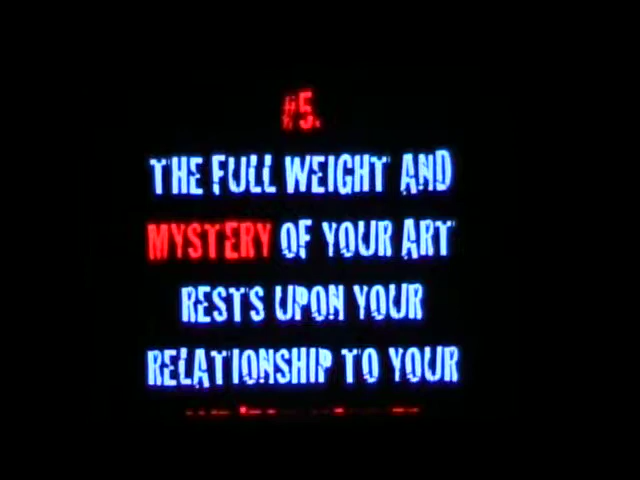 #5.
THE FULL WEIGHT AND
MYSTERY OF YOUR ART
RESTS UPON YOUR
RELATIONSHIP TO YOUR